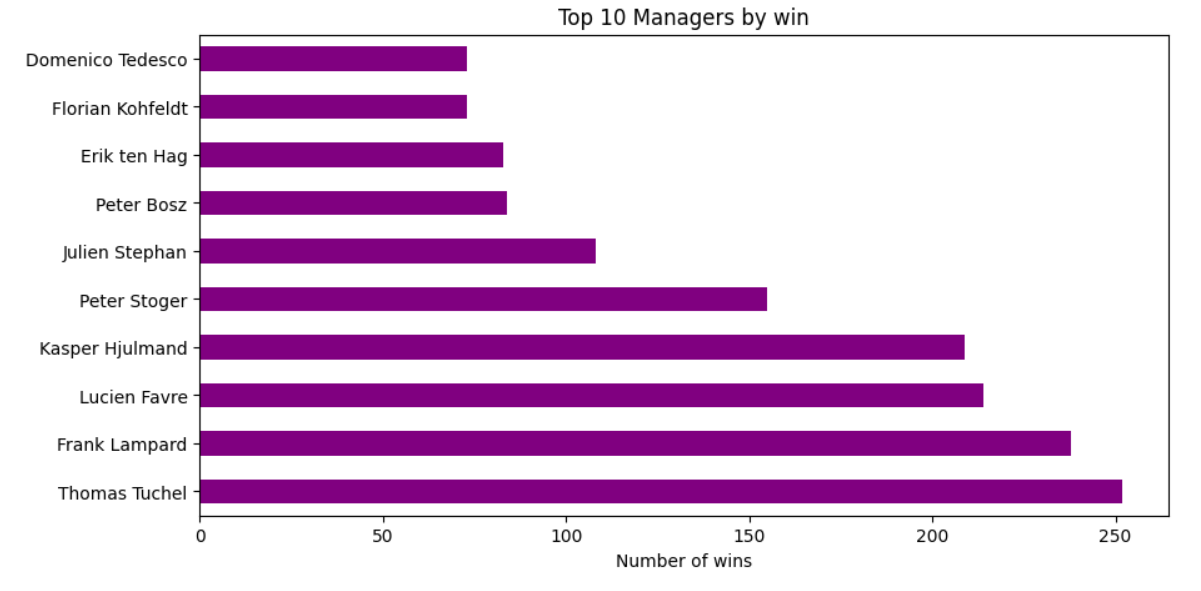 Top 10 Managers by win
Domenico Tedesco
Florian Kohfeldt
Erik ten Hag
Peter Bosz
Julien Stephan
Peter Stoger
Kasper Hjulmand
Lucien Favre
Frank Lampard
Thomas Tuchel
0 50 100 150 200 250
Number of wins